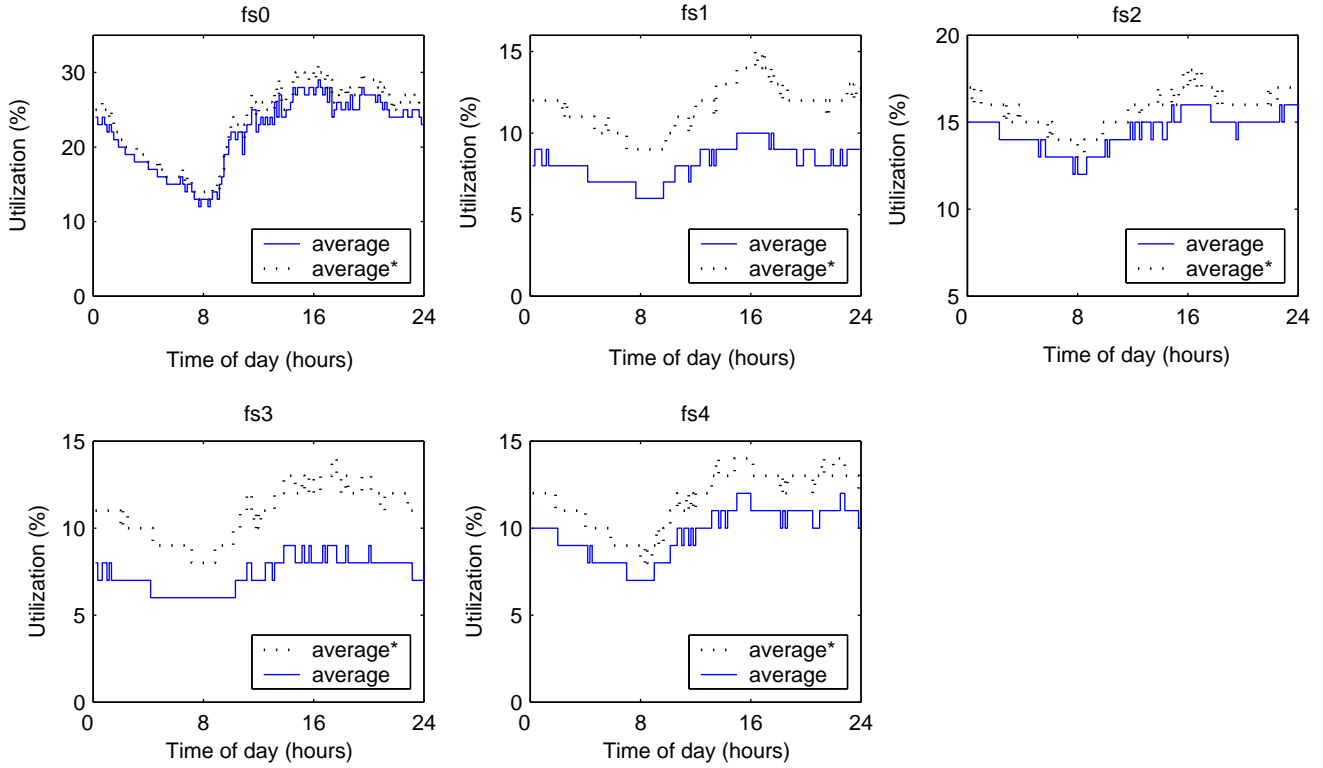 fs0
Utilization (%)
30
20
10
0
0 8 16 24
Time of day (hours)
average
average*
fs1
Utilization (%)
15
10
5
0
0 8 16 24
Time of day (hours)
average
average*
fs2
Utilization (%)
20
15
10
5
0 8 16 24
Time of day (hours)
average
average*
fs3
Utilization (%)
15
10
5
0
0 8 16 24
Time of day (hours)
average*
average
fs4
Utilization (%)
15
10
5
0
0 8 16 24
Time of day (hours)
average*
average